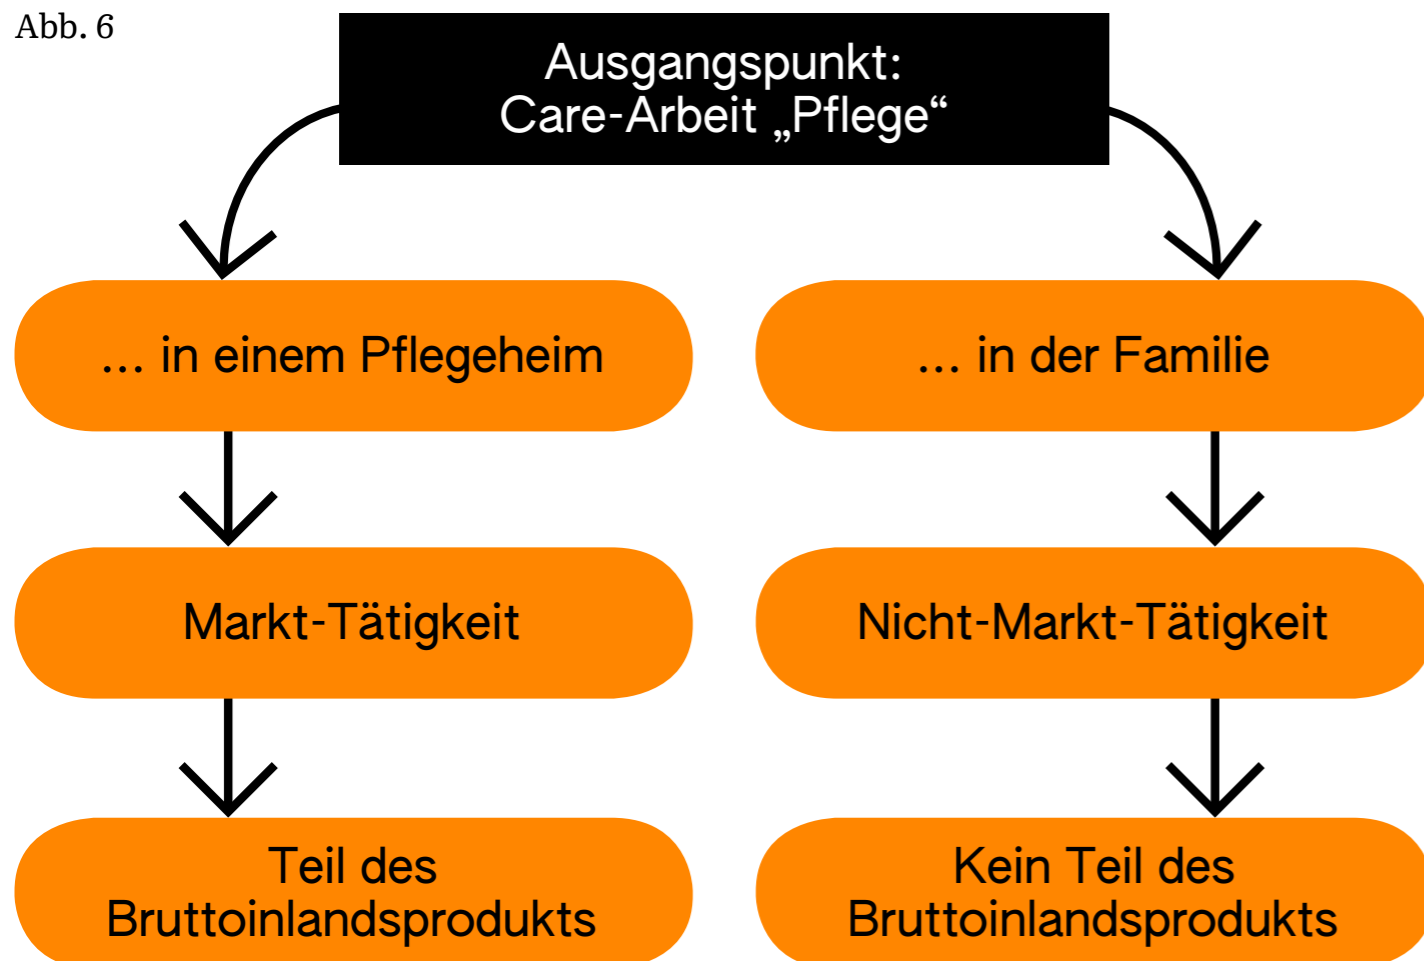 Abb. 6
Ausgangspunkt:
Care-Arbeit „Pflege“
... in einem Pflegeheim
... in der Familie
Markt-Tätigkeit
Nicht-Markt-Tätigkeit
Teil des
Bruttoinlandsprodukts
Kein Teil des
Bruttoinlandsprodukts